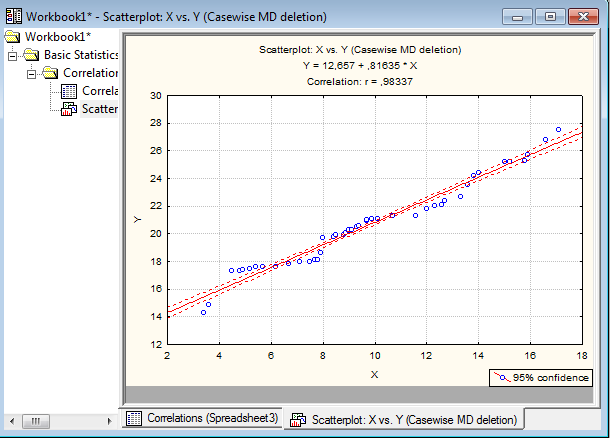 Workbook1* - Scatterplot: X vs. Y (Casewise MD deletion)
Workbook1*
Basic Statistics
Correlation
Correla
Scatter
Scatterplot: X vs. Y (Casewise MD deletion)
Y = 12,657 + ,81635 * X
Correlation: r = ,98337
30
28
26
24
22
20
18
16
14
12
Y
2 4 6 8 10 12 14 16 18
X
95% confidence
Correlations (Spreadsheet3)
Scatterplot: X vs. Y (Casewise MD deletion)